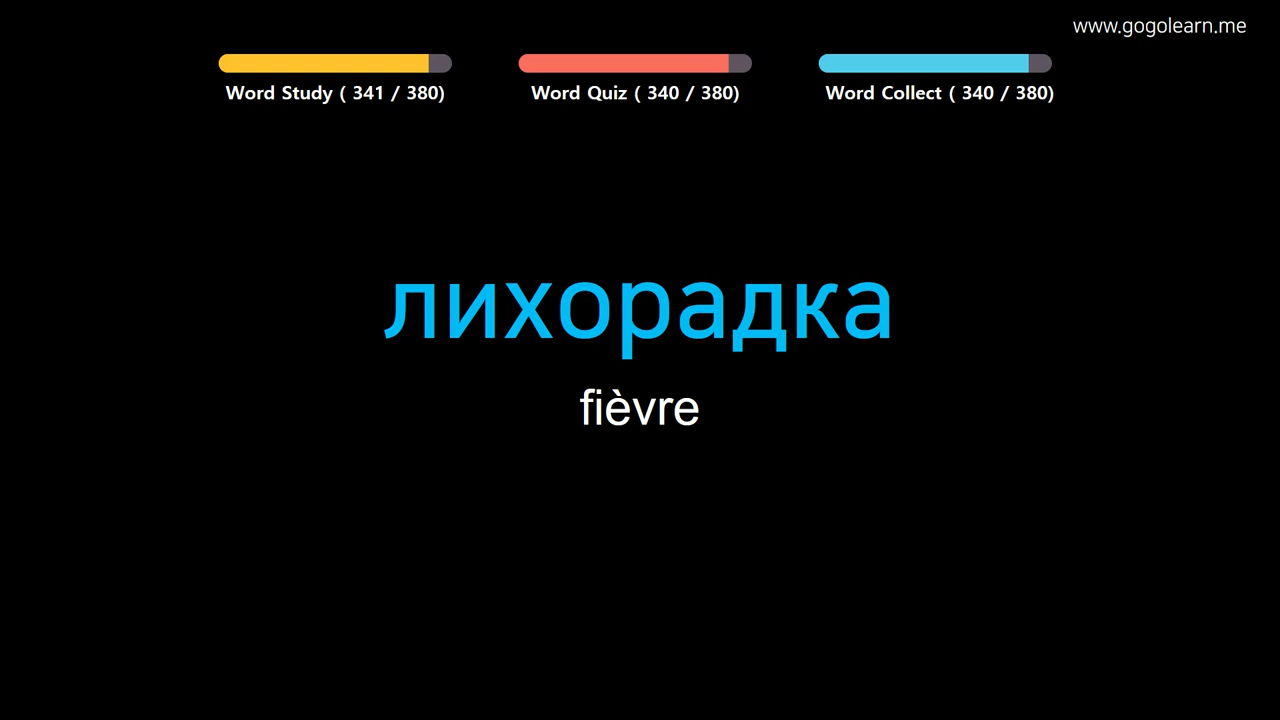 www.gogolearn.me
Word Study ( 341 / 380)
Word Quiz ( 340 / 380)
Word Collect ( 340 / 380)
лихорадка
fièvre